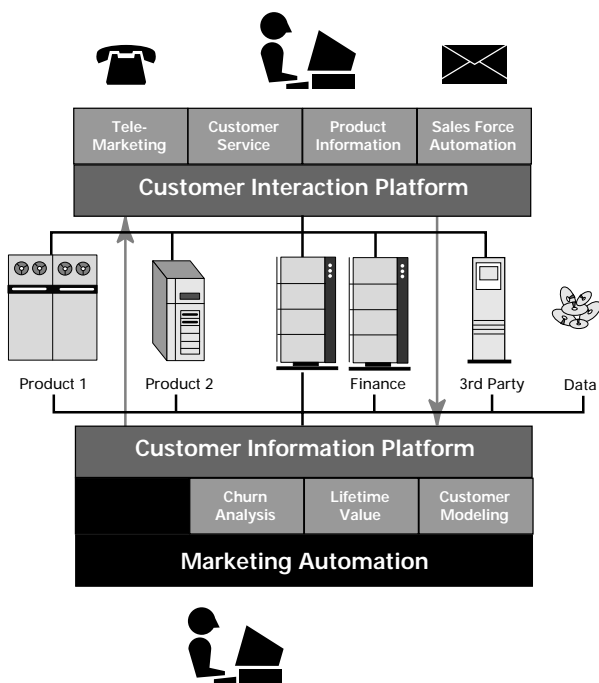 Tele-
Marketing
Customer
Service
Product
Information
Sales Force
Automation
Customer Interaction Platform
Product 1
Product 2
Finance
3rd Party
Data
Customer Information Platform
Churn
Analysis
Lifetime
Value
Customer
Modeling
Marketing Automation